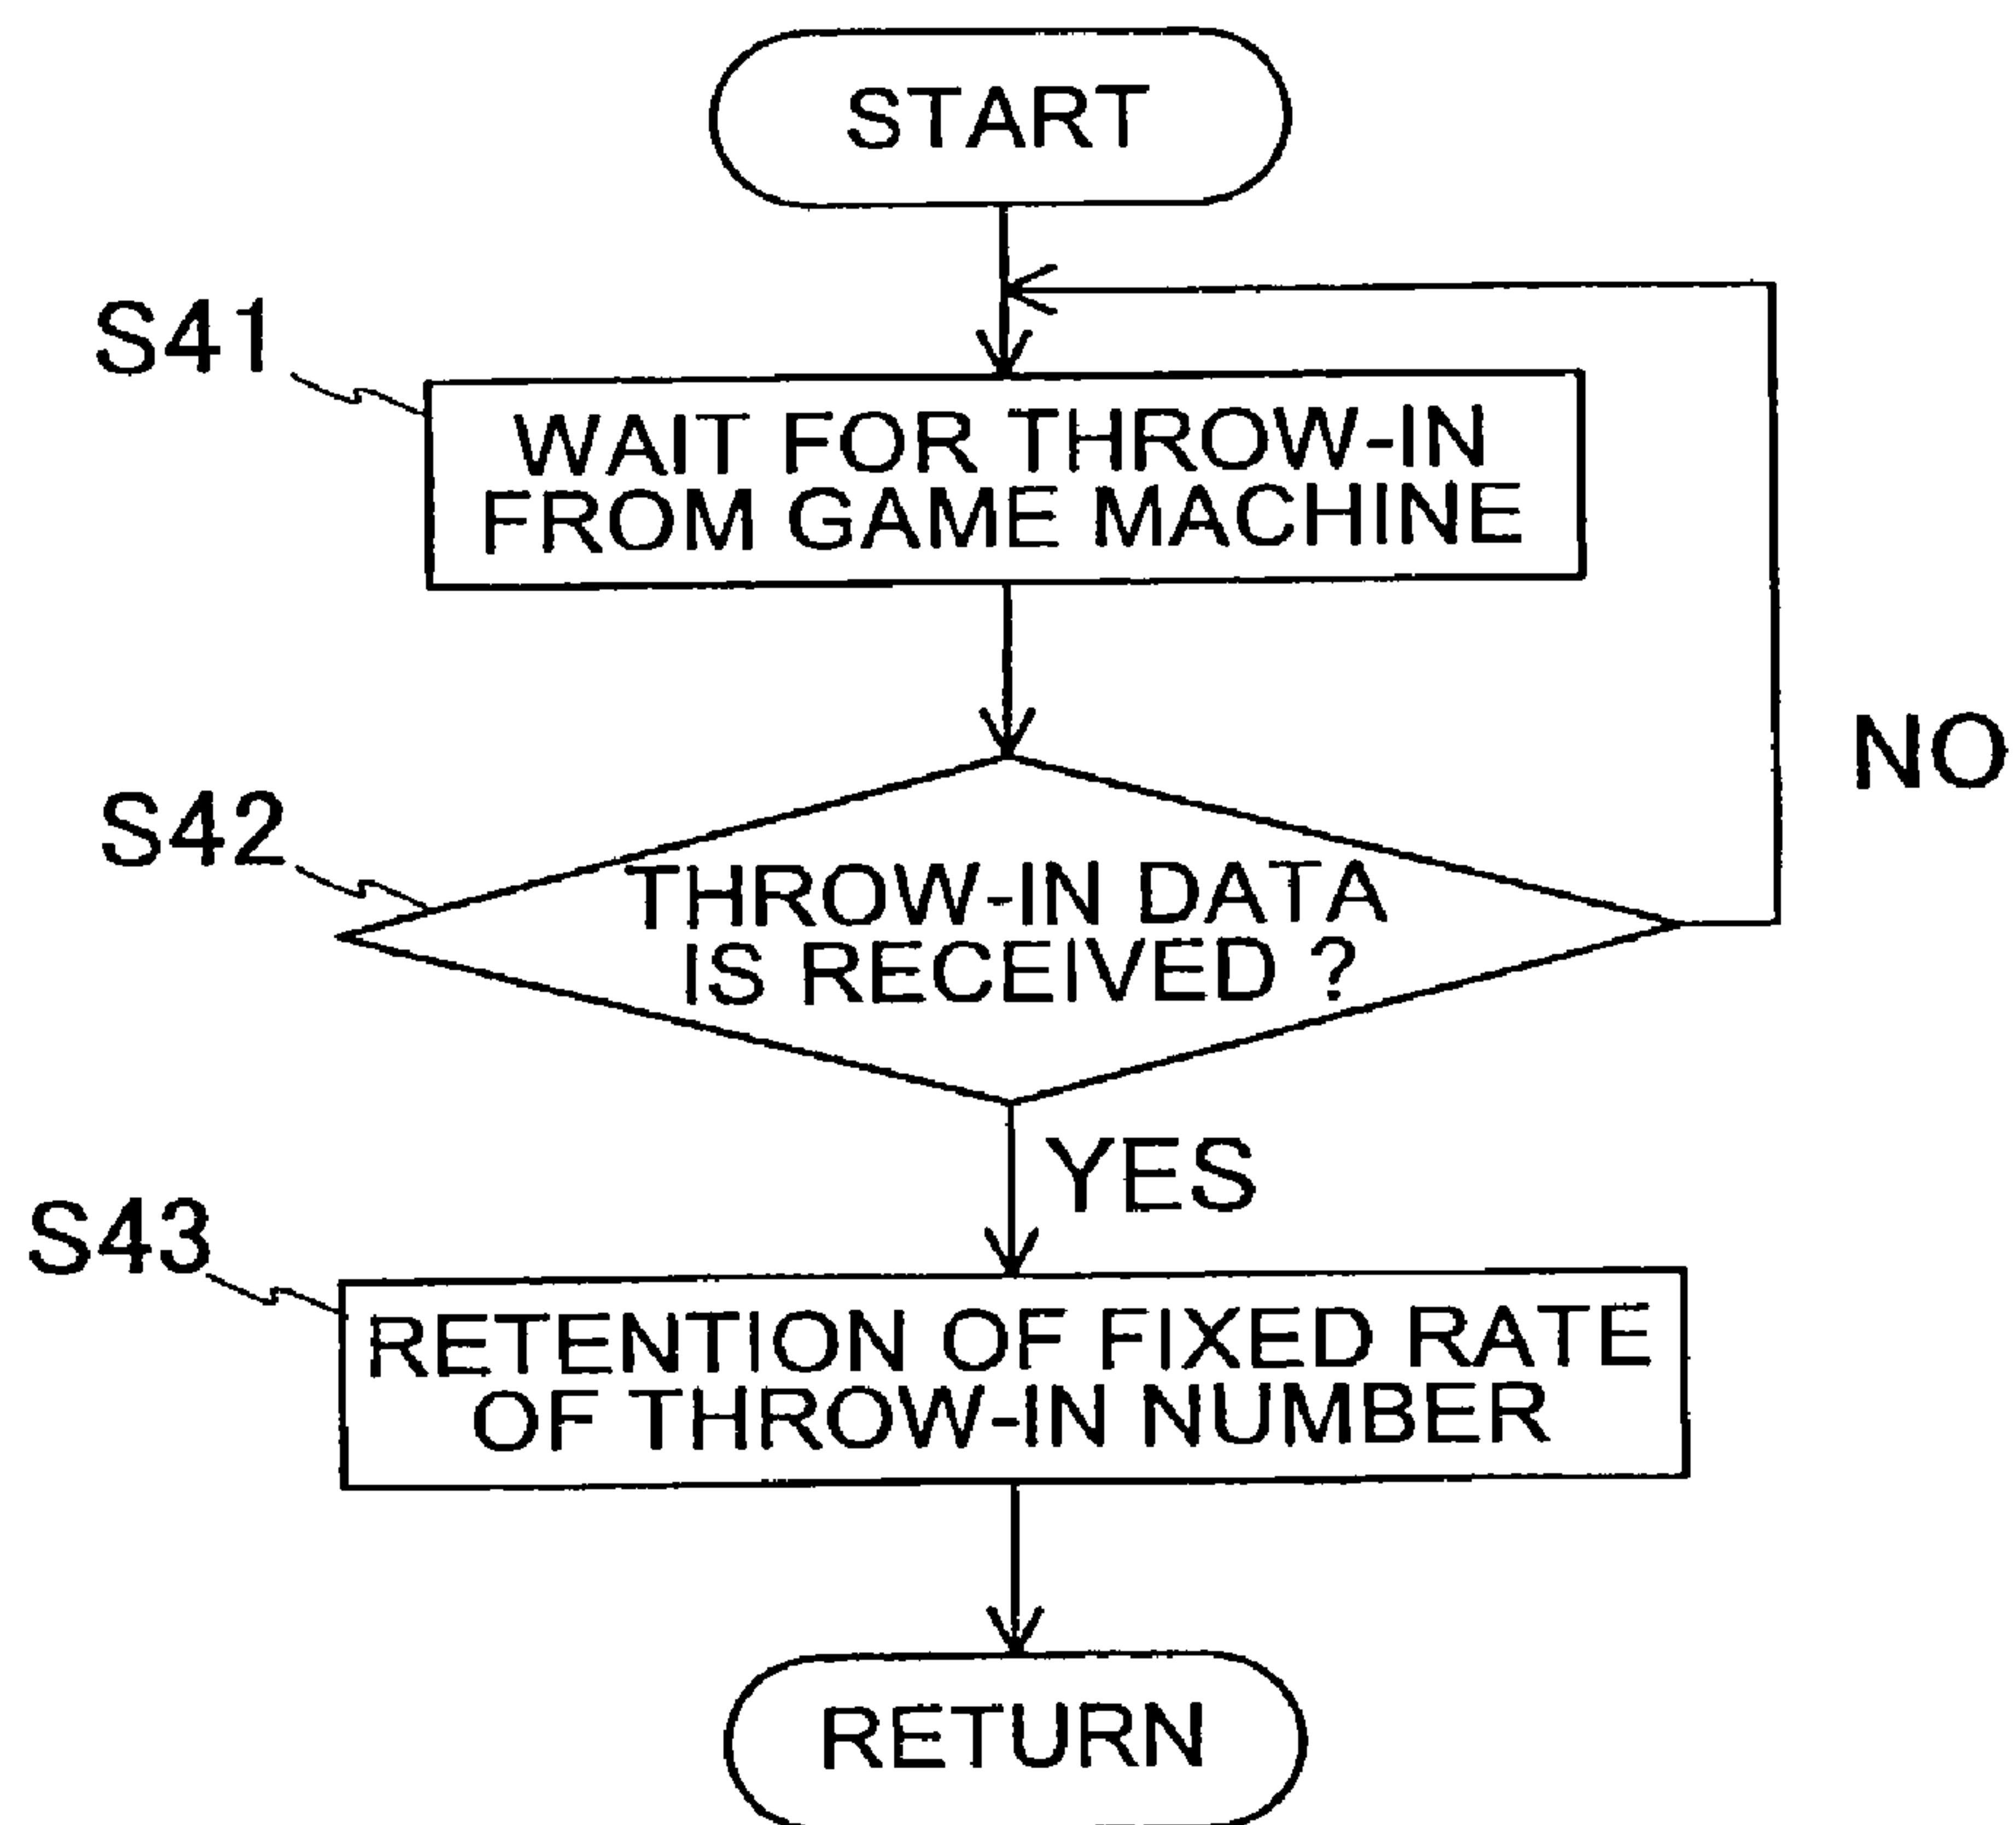 START
S41
WAIT FOR THROW-IN
FROM GAME MACHINE
NO
S42
THROW-IN DATA
IS RECEIVED ?
YES
S43
RETENTION OF FIXED RATE
OF THROW-IN NUMBER
RETURN